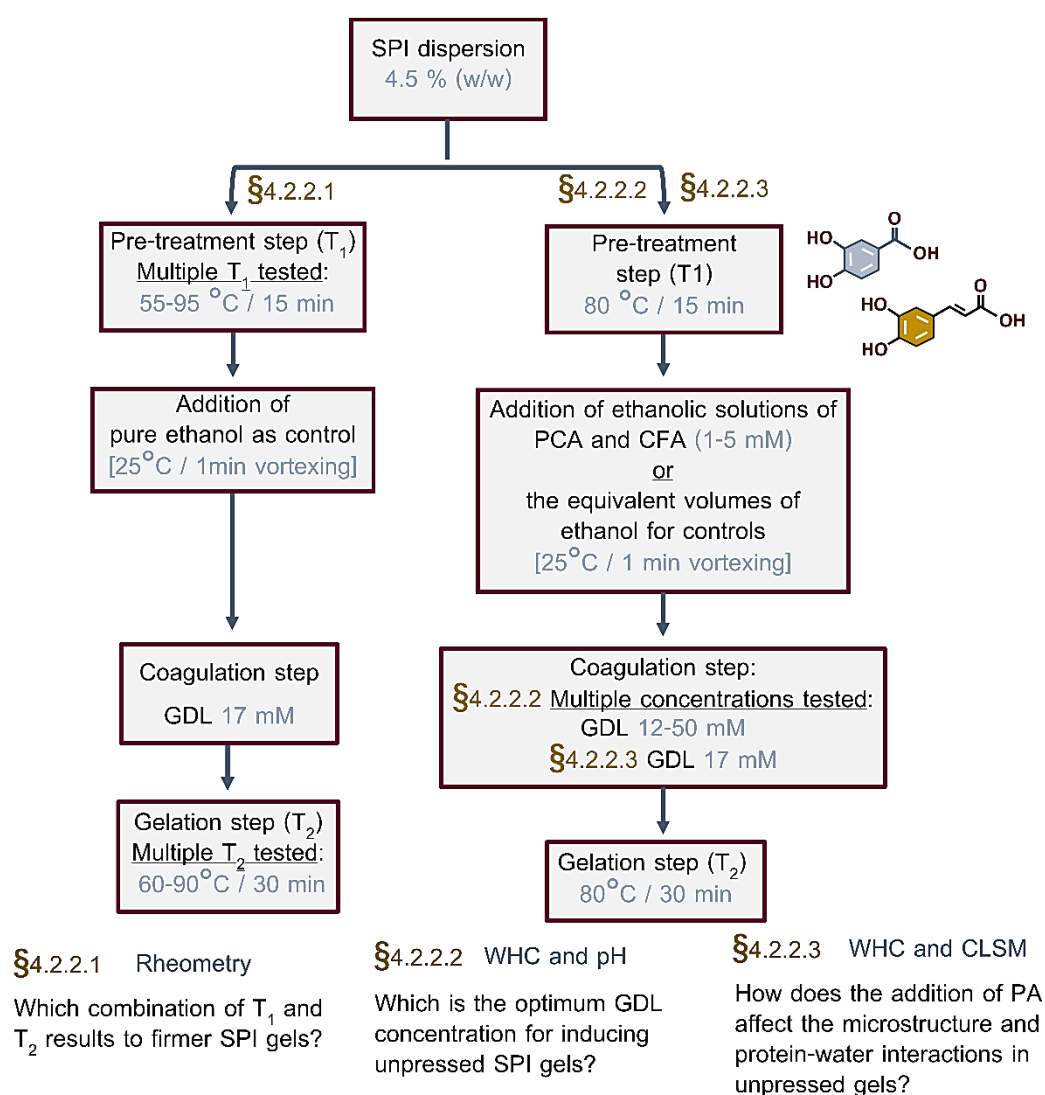 SPI dispersion
4.5 % (w/w)
§4.2.2.1
Pre-treatment step (T1)
Multiple T1 tested:
55-95 °C / 15 min
Addition of
pure ethanol as control
[25°C / 1min vortexing]
Coagulation step
GDL 17 mM
Gelation step (T2)
Multiple T2 tested:
60-90°C / 30 min
§4.2.2.2 §4.2.2.3
Pre-treatment
step (T1)
80 °C / 15 min
HO
HO
O
OH
HO
HO
O
OH
Addition of ethanolic solutions of
PCA and CFA (1-5 mM)
or
the equivalent volumes of
ethanol for controls
[25°C / 1 min vortexing]
Coagulation step:
§4.2.2.2 Multiple concentrations tested:
GDL 12-50 mM
§4.2.2.3 GDL 17 mM
Gelation step (T2)
80°C / 30 min
§4.2.2.1 Rheometry
Which combination of T1 and
T2 results to firmer SPI gels?
§4.2.2.2 WHC and pH
Which is the optimum GDL
concentration for inducing
unpressed SPI gels?
§4.2.2.3 WHC and CLSM
How does the addition of PA
affect the microstructure and
protein-water interactions in
unpressed gels?